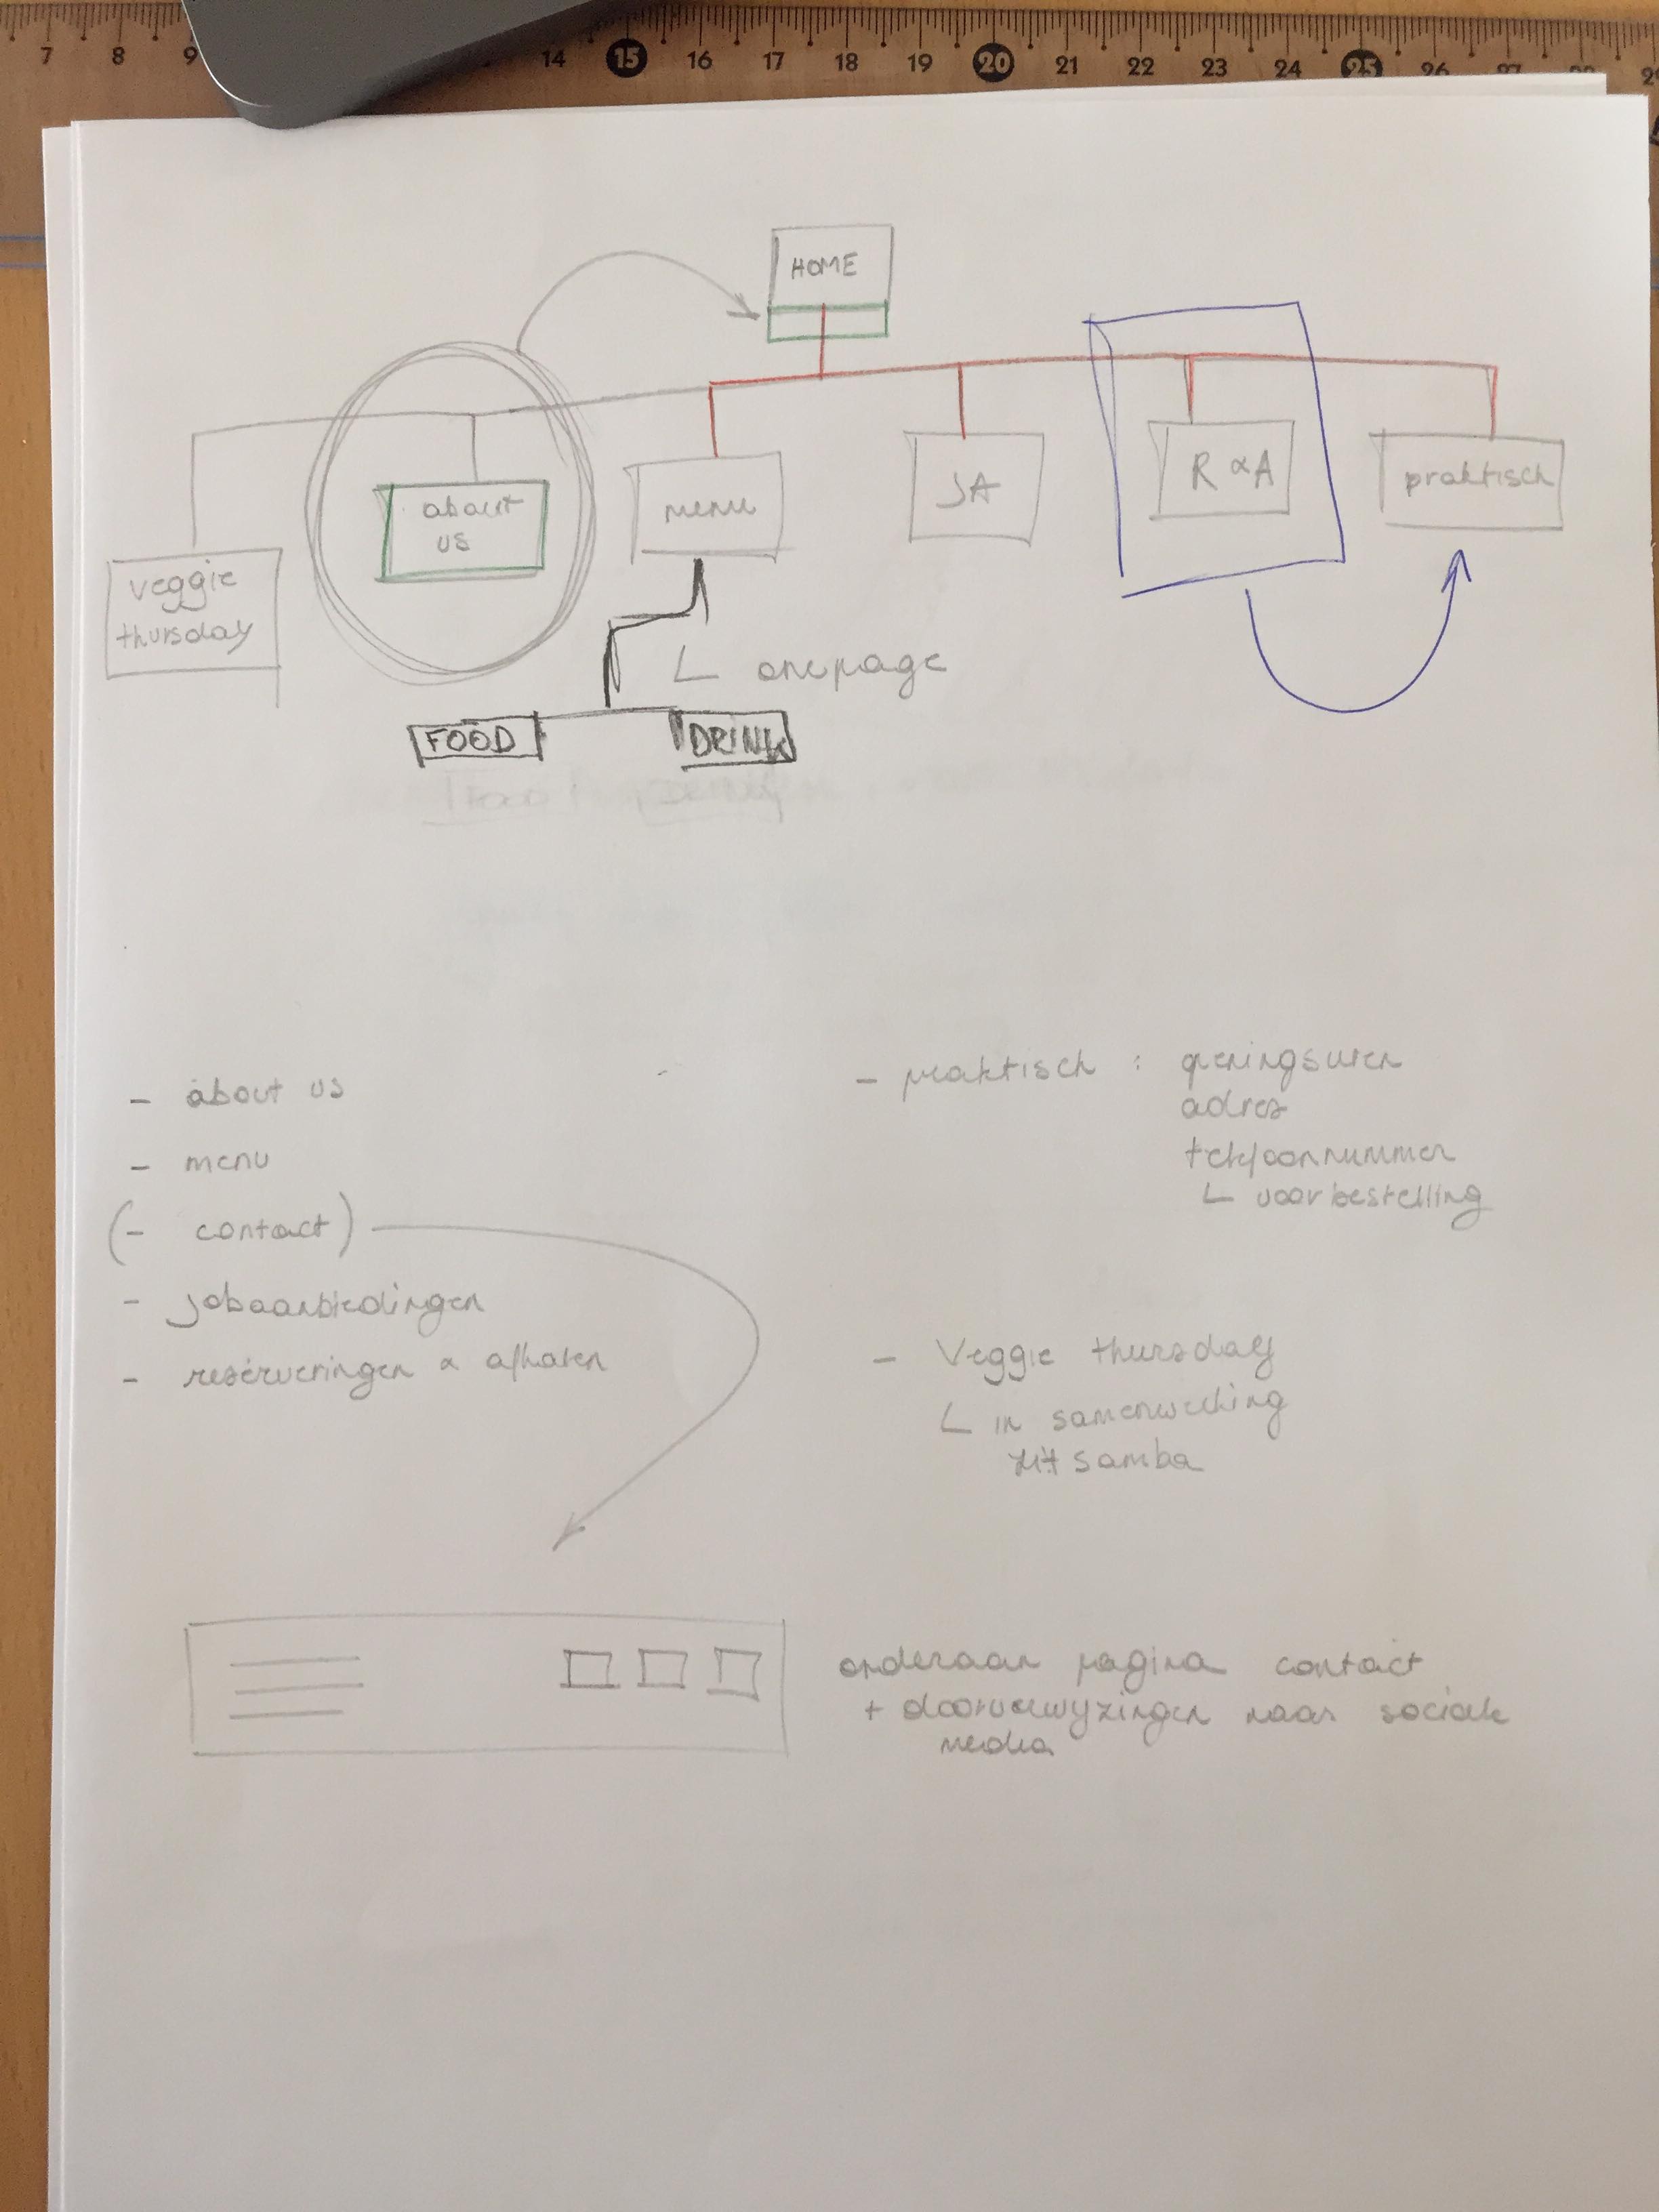 7 8 9 14 15 16 17 18 19 20 21 22 23 24 25 26 27 28
HOME
about
us
menu
JA
R & A
praktisch
veggie
thursday
L onepage
FOOD
DRINK
- about us
- menu
(- contact)
- jobaanbiedingen
- reserveringen & afhalen
- praktisch : openingsuren
adres
telefoonnummer
L voorbestelling
- Veggie thursday
L in samenwerking
samba
onderaan pagina contact
+ doorverwijzingen naar sociale
media